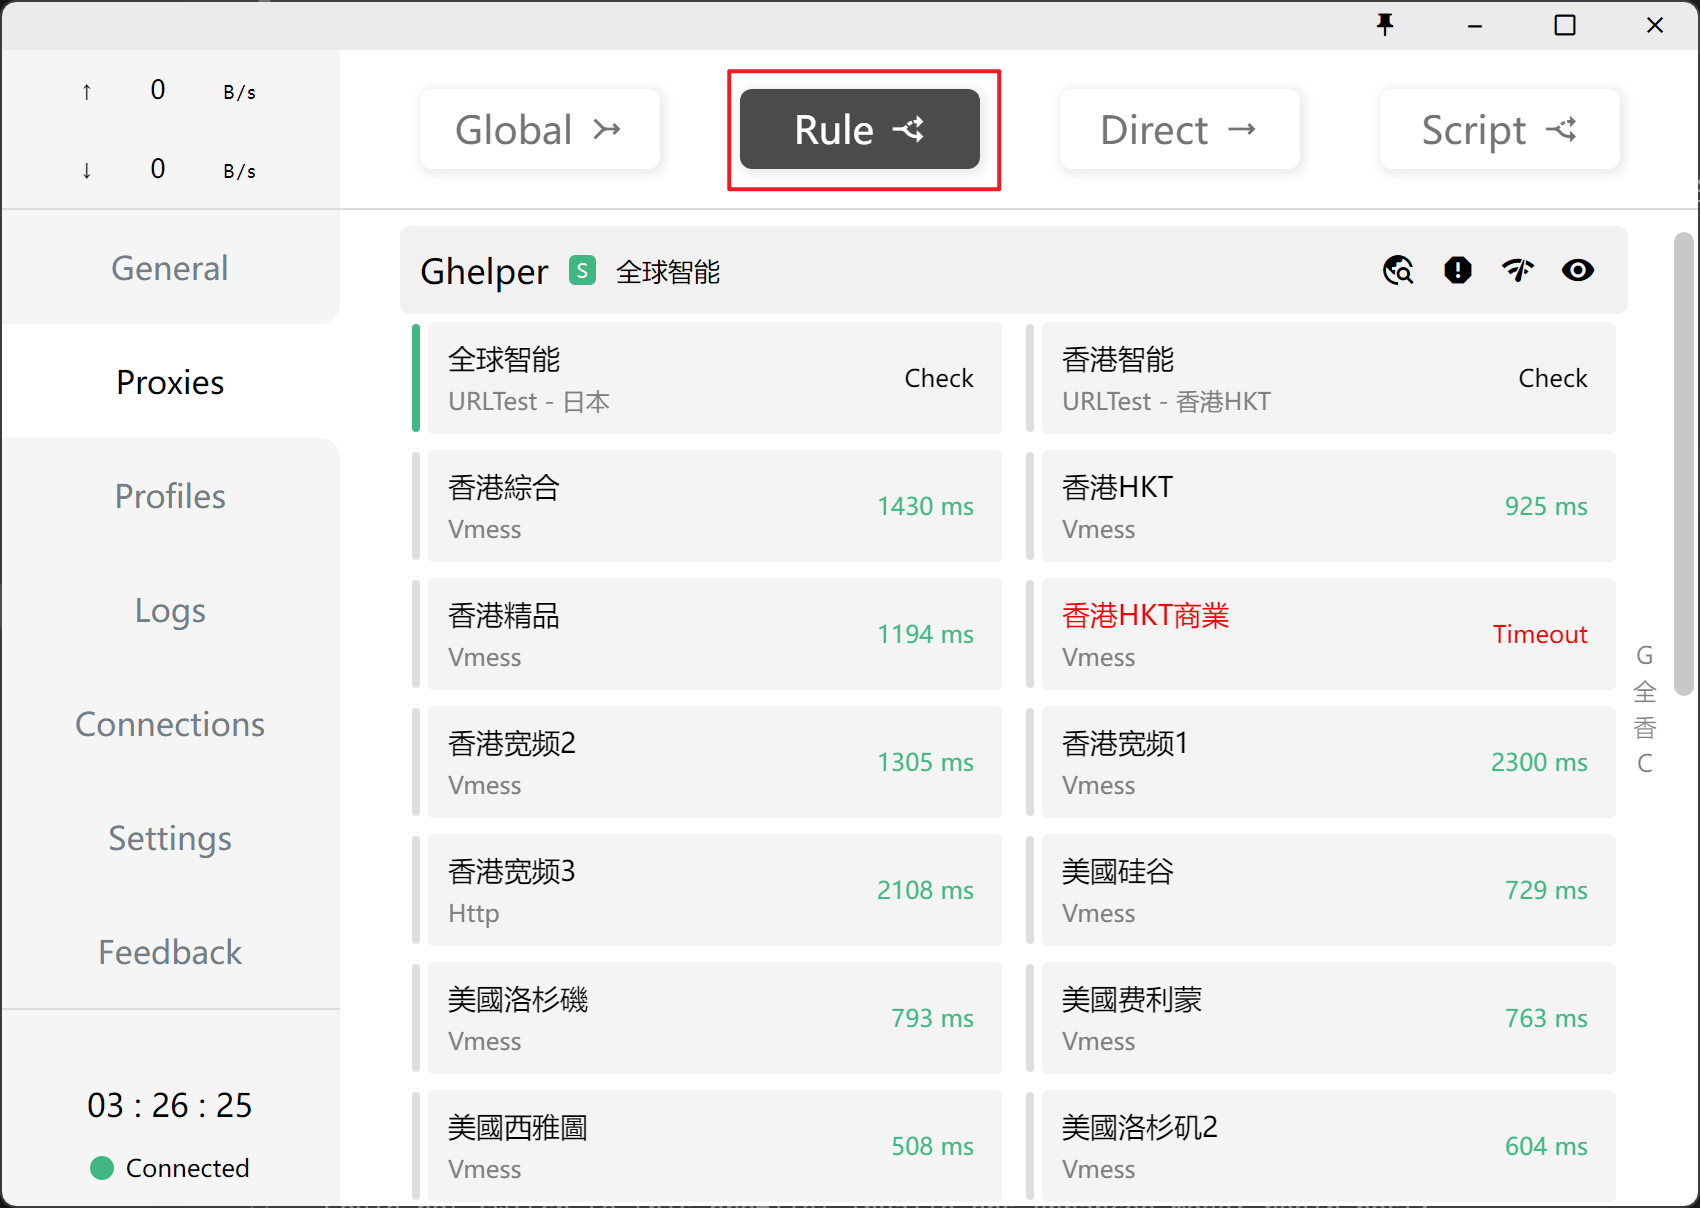 ↑ 0 B/s
↓ 0 B/s
Global
Rule
Direct
Script
General
Proxies
Profiles
Logs
Connections
Settings
Feedback
03 : 26 : 25
Connected
Ghelper S 全球智能
全球智能
URLTest - 日本
Check
香港智能
URLTest - 香港HKT
Check
香港綜合
Vmess
1430 ms
香港HKT
Vmess
925 ms
香港精品
Vmess
1194 ms
香港HKT商業
Vmess
Timeout
香港宽频2
Vmess
1305 ms
香港宽频1
Vmess
2300 ms
香港宽频3
Http
2108 ms
美國硅谷
Vmess
729 ms
美國洛杉磯
Vmess
793 ms
美國费利蒙
Vmess
763 ms
美國西雅圖
Vmess
508 ms
美國洛杉矶2
Vmess
604 ms
G
全
香
C